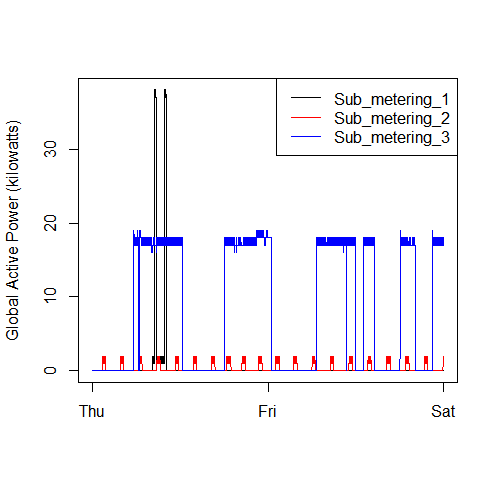 Sub_metering_1
Sub_metering_2
Sub_metering_3
Global Active Power (kilowatts)
30
20
10
0
Thu Fri Sat